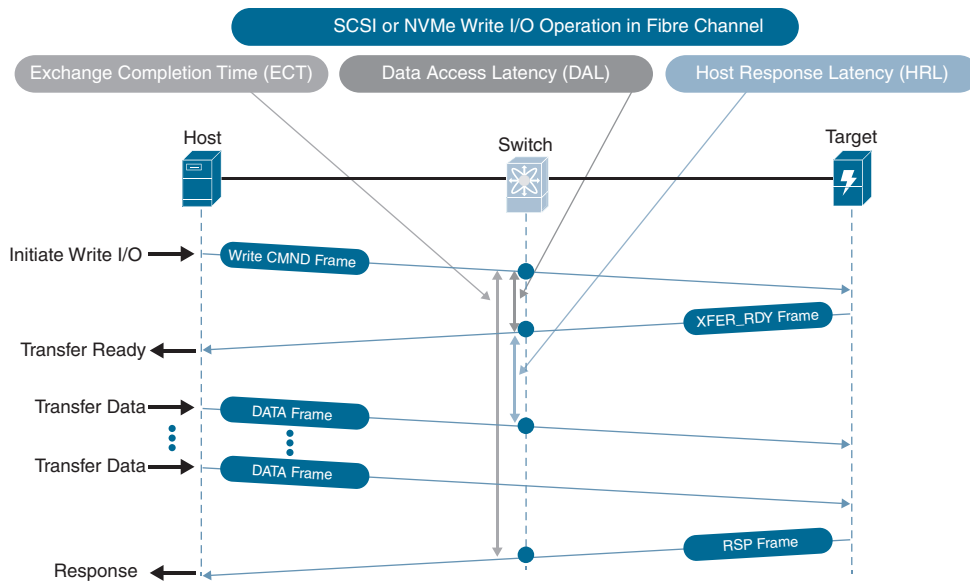 SCSI or NVMe Write I/O Operation in Fibre Channel
Exchange Completion Time (ECT)
Data Access Latency (DAL)
Host Response Latency (HRL)
Host
Switch
Target
Initiate Write I/O
Write CMND Frame
XFER_RDY Frame
Transfer Ready
Transfer Data
DATA Frame
Transfer Data
DATA Frame
RSP Frame
Response